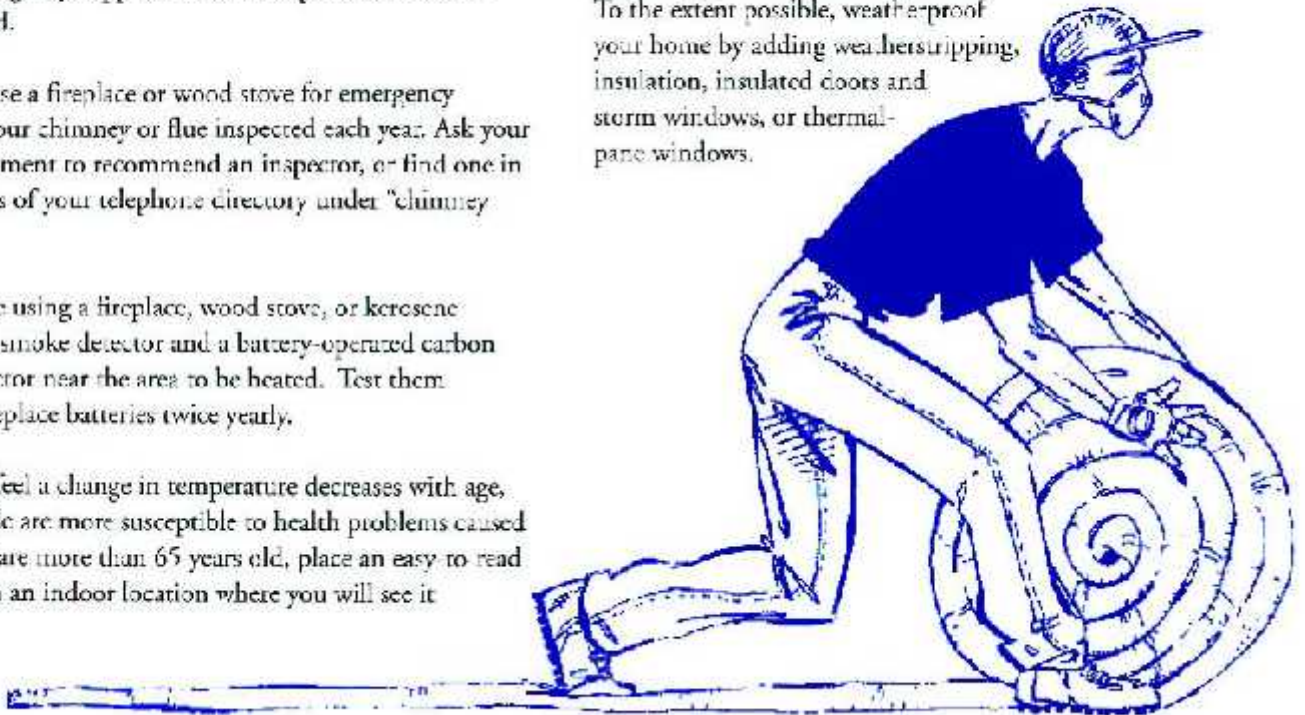 se a fireplace or wood stove for emergency
our chimney or flue inspected each year. Ask your
ment to recommend an inspector, or find one in
s of your telephone directory under "chimney
e using a fireplace, wood stove, or kerosene
smoke detector and a battery-operated carbon
ctor near the area to be heated. Test them
eplace batteries twice yearly.
feel a change in temperature decreases with age,
le are more susceptible to health problems caused
are more than 65 years old, place an easy-to-read
an indoor location where you will see it
To the extent possible, weatherproof
your home by adding weatherstripping,
insulation, insulated doors and
storm windows, or thermal-
pane windows.